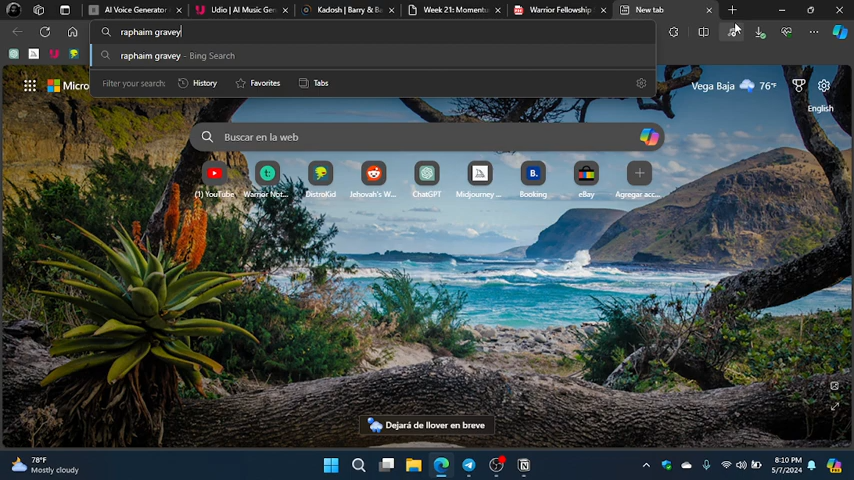 AI Voice Generator
Udio | AI Music Gen
Kadosh | Barry & Ba
Week 21: Momentu
Warrior Fellowship
New tab
raphaim gravey
raphaim gravey - Bing Search
Filter your search:
History
Favorites
Tabs
Micro
Vega Baja
76°F
English
Buscar en la web
(1) YouTube
Warrior Not...
DistroKid
Jehovah's W...
ChatGPT
Midjourney ...
Booking
eBay
Agregar acc...
Dejará de llover en breve
78°F
Mostly cloudy
8:10 PM
5/7/2024